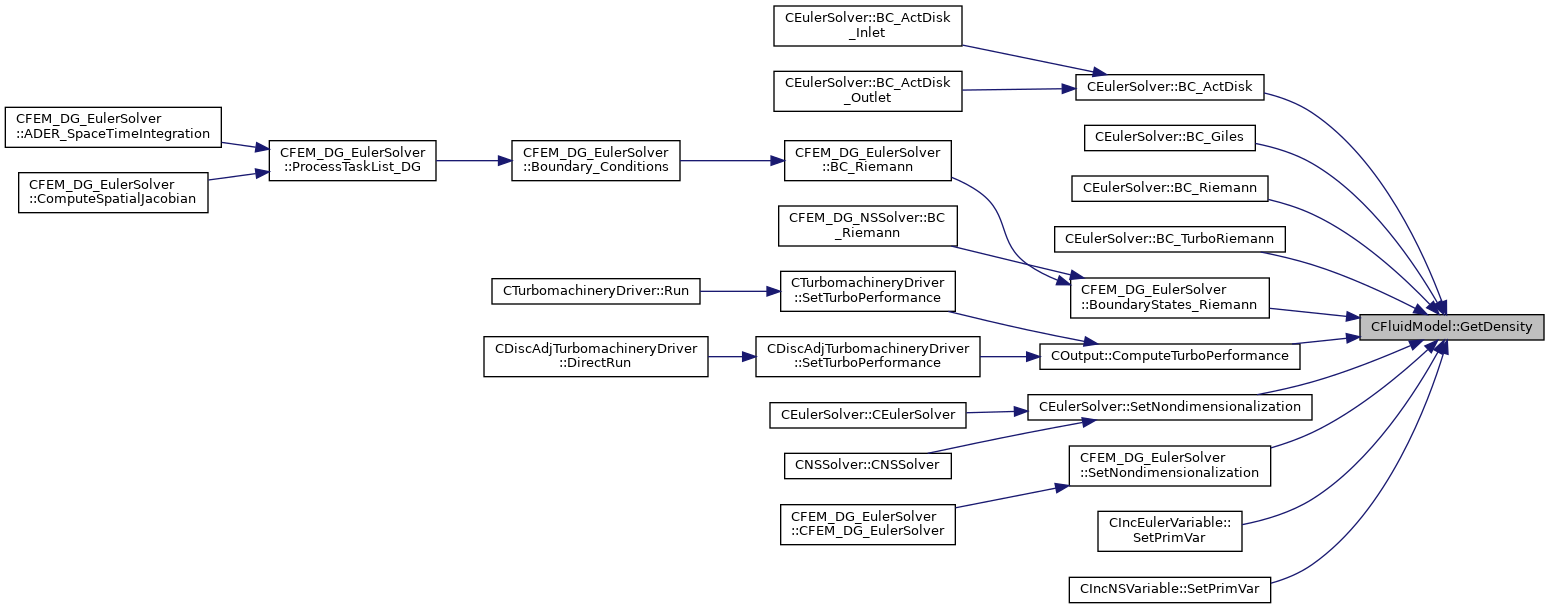 CEulerSolver::BC_ActDisk
_Inlet
CEulerSolver::BC_ActDisk
_Outlet
CEulerSolver::BC_ActDisk
CFEM_DG_EulerSolver
::ADER_SpaceTimeIntegration
CFEM_DG_EulerSolver
::ComputeSpatialJacobian
CFEM_DG_EulerSolver
::ProcessTaskList_DG
CFEM_DG_EulerSolver
::Boundary_Conditions
CFEM_DG_EulerSolver
::BC_Riemann
CEulerSolver::BC_Giles
CEulerSolver::BC_Riemann
CFEM_DG_NSSolver::BC
_Riemann
CEulerSolver::BC_TurboRiemann
CTurbomachineryDriver::Run
CTurbomachineryDriver
::SetTurboPerformance
CFEM_DG_EulerSolver
::BoundaryStates_Riemann
CFluidModel::GetDensity
CDiscAdjTurbomachineryDriver
::DirectRun
CDiscAdjTurbomachineryDriver
::SetTurboPerformance
COutput::ComputeTurboPerformance
CEulerSolver::CEulerSolver
CEulerSolver::SetNondimensionalization
CNSSolver::CNSSolver
CFEM_DG_EulerSolver
::SetNondimensionalization
CFEM_DG_EulerSolver
::CFEM_DG_EulerSolver
CIncEulerVariable::
SetPrimVar
CIncNSVariable::SetPrimVar